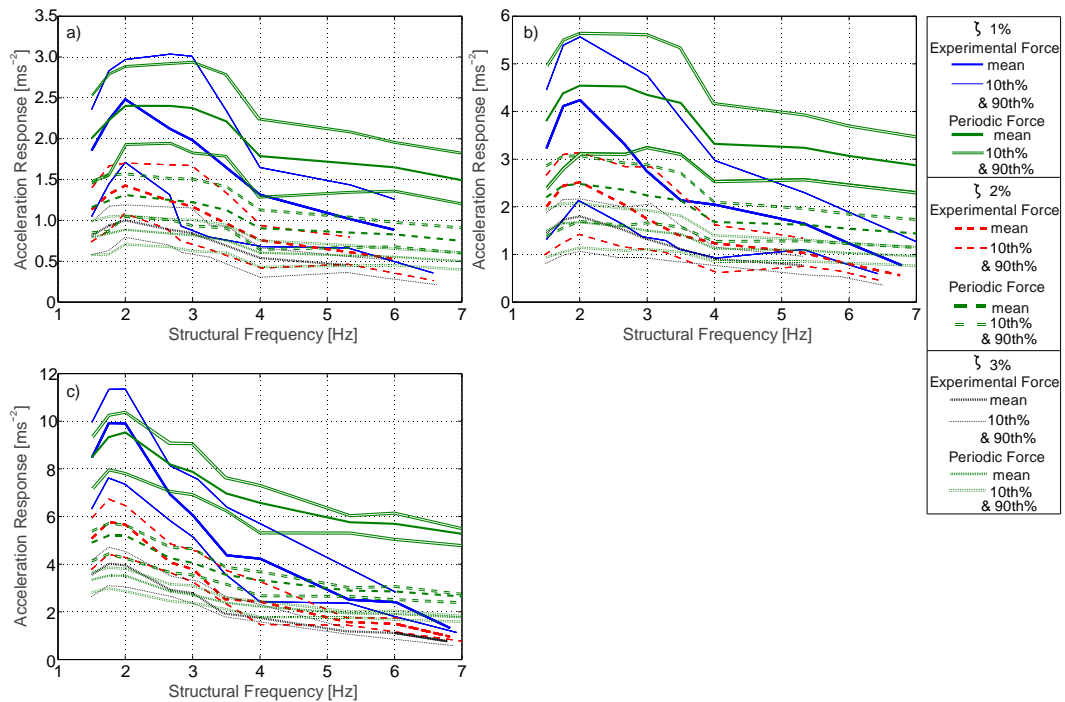 a)
Acceleration Response [ms−2]
3.5
3.0
2.5
2.0
1.5
1.0
0.5
0
1 2 3 4 5 6 7
Structural Frequency [Hz]
b)
Acceleration Response [ms−2]
6
5
4
3
2
1
0
1 2 3 4 5 6 7
Structural Frequency [Hz]
c)
Acceleration Response [ms−2]
12
10
8
6
4
2
0
1 2 3 4 5 6 7
Structural Frequency [Hz]
ζ 1%
Experimental Force
mean
10th%
& 90th%
Periodic Force
mean
10th%
& 90th%
ζ 2%
Experimental Force
mean
10th%
& 90th%
Periodic Force
mean
10th%
& 90th%
ζ 3%
Experimental Force
mean
10th%
& 90th%
Periodic Force
mean
10th%
& 90th%